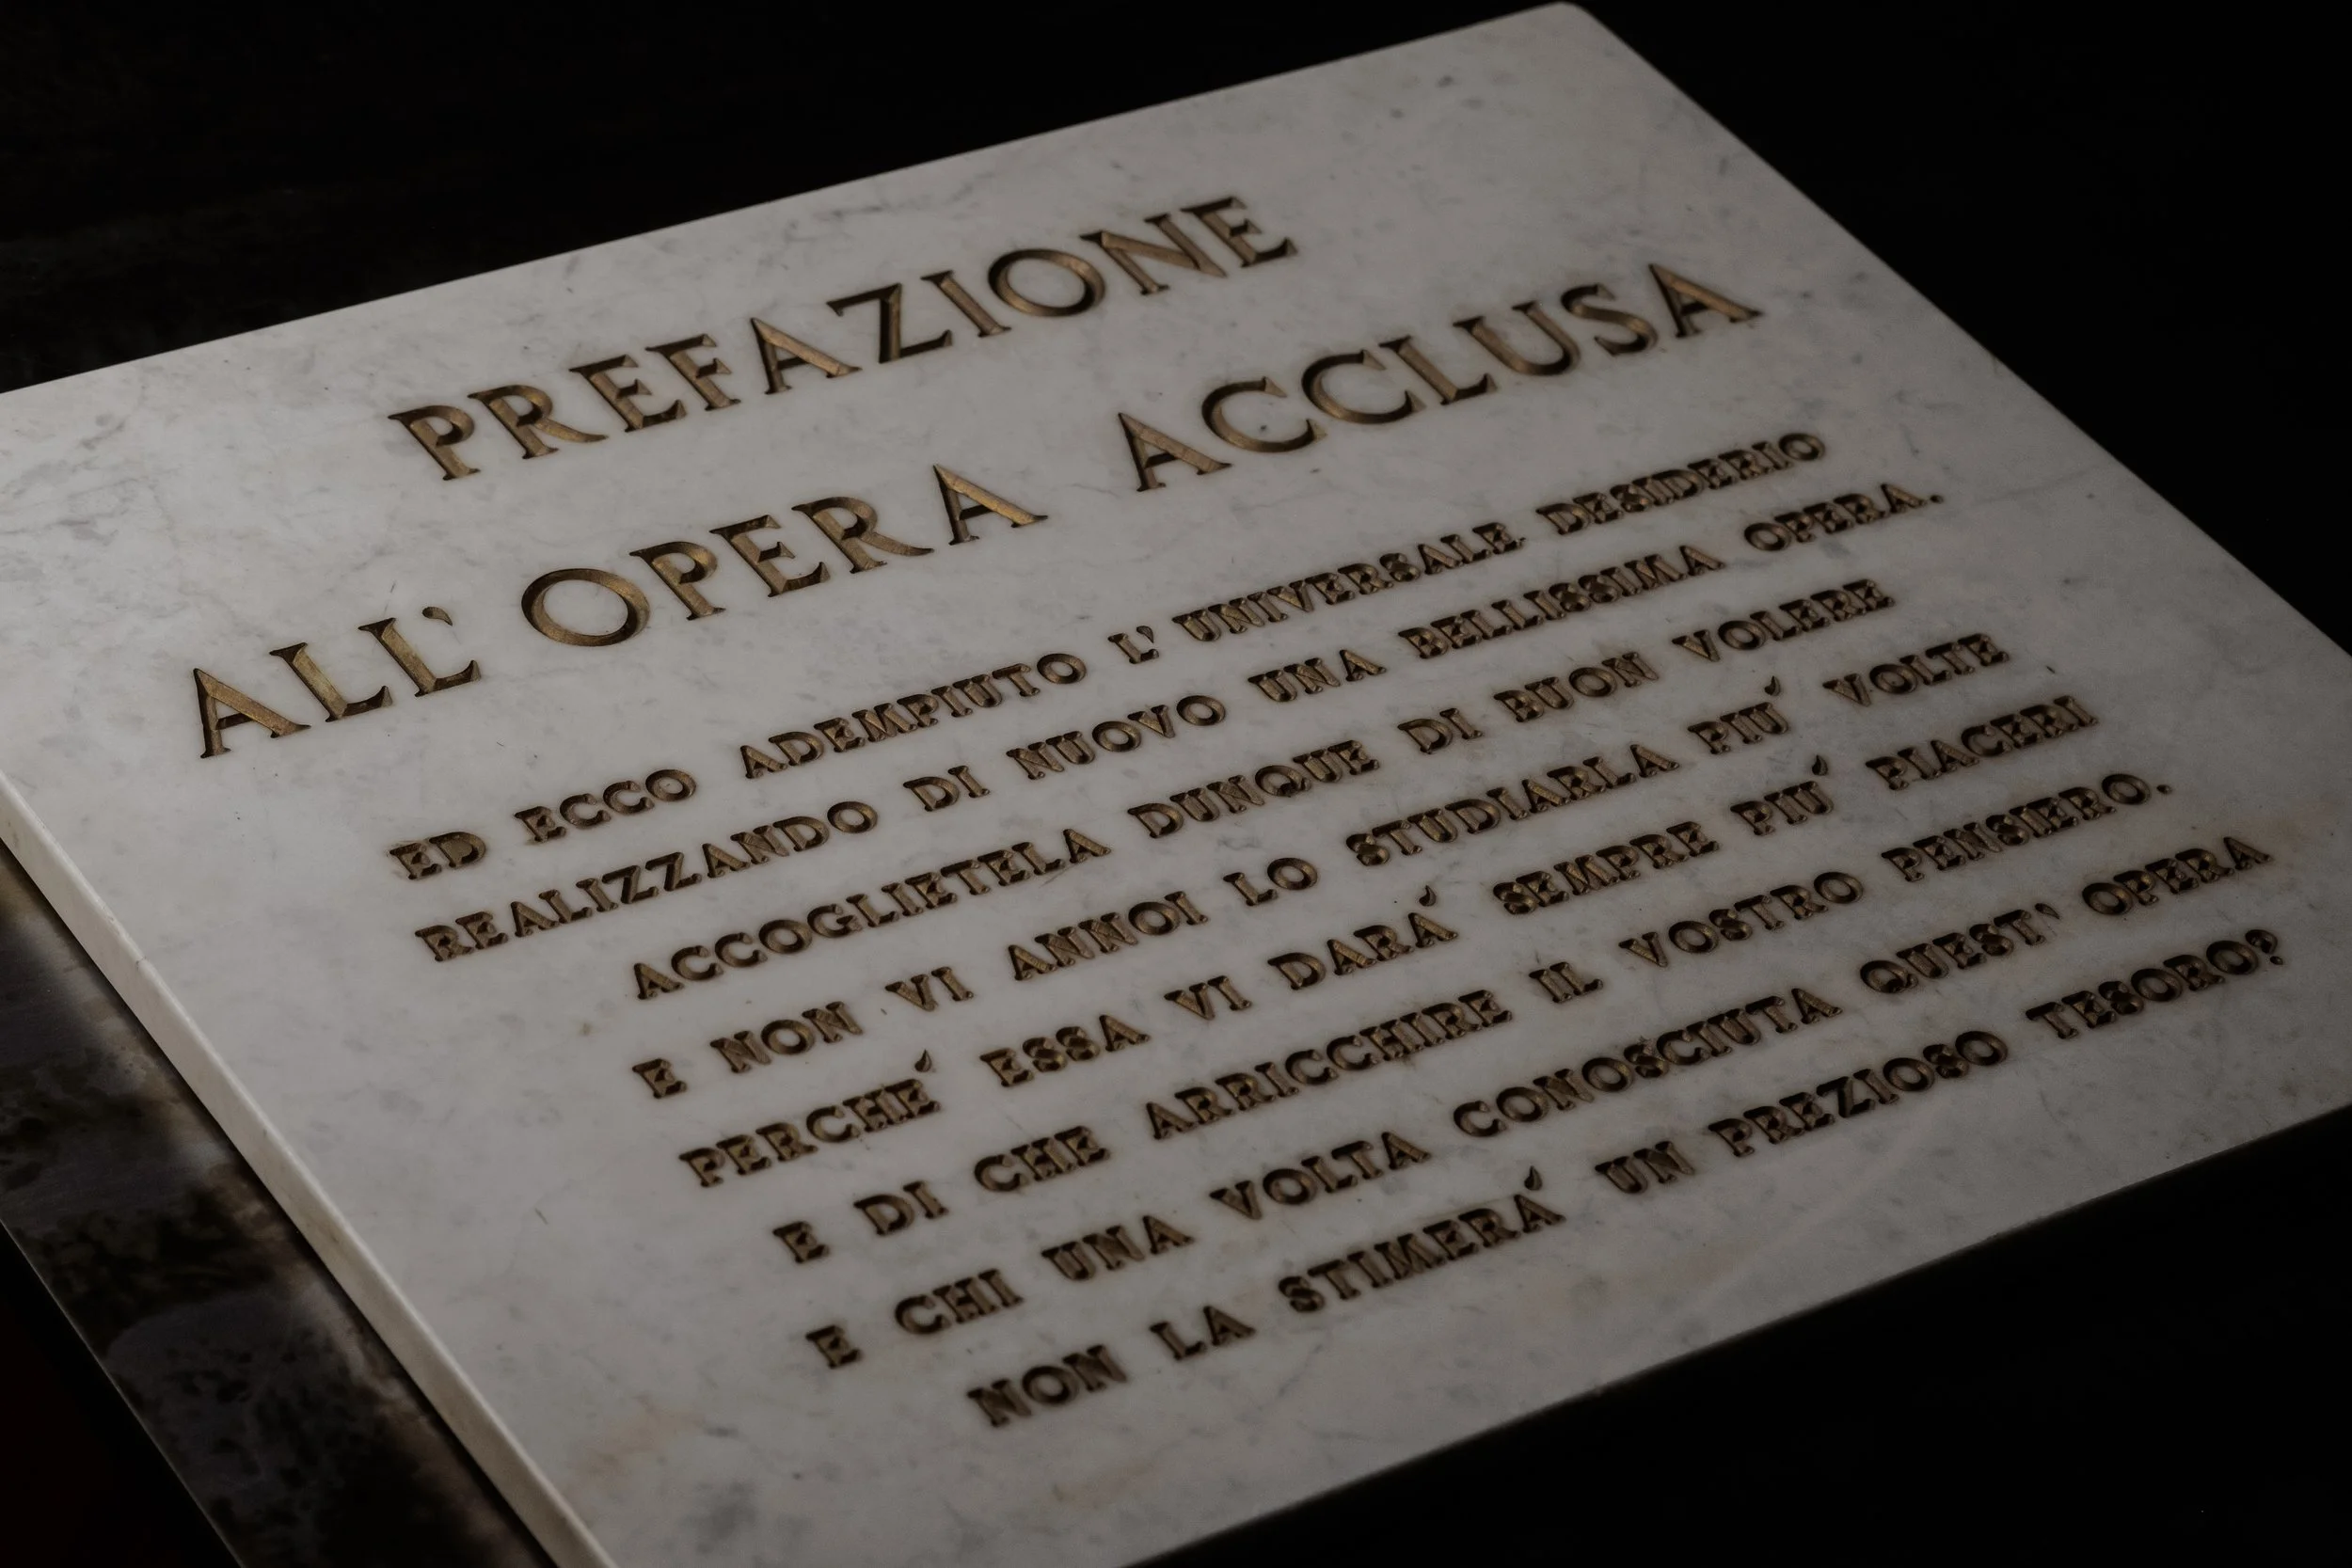 PREFAZIONE
ALL' OPERA ACCLUSA
ED ECCO ADEMPIUTO L' UNIVERSALE DESIDERIO
REALIZZANDO DI NUOVO UNA BELLISSIMA OPERA.
ACCOGLIETELA DUNQUE DI BUON VOLERE
E NON VI ANNOI LO STUDIARLA PIU' VOLTE
PERCHE' ESSA VI DARA' SEMPRE PIU' PIACERI
E DI CHE ARRICCHIRE IL VOSTRO PENSIERO.
E CHI UNA VOLTA CONOSCIUTA QUEST' OPERA
NON LA STIMERA' UN PREZIOSO TESORO?